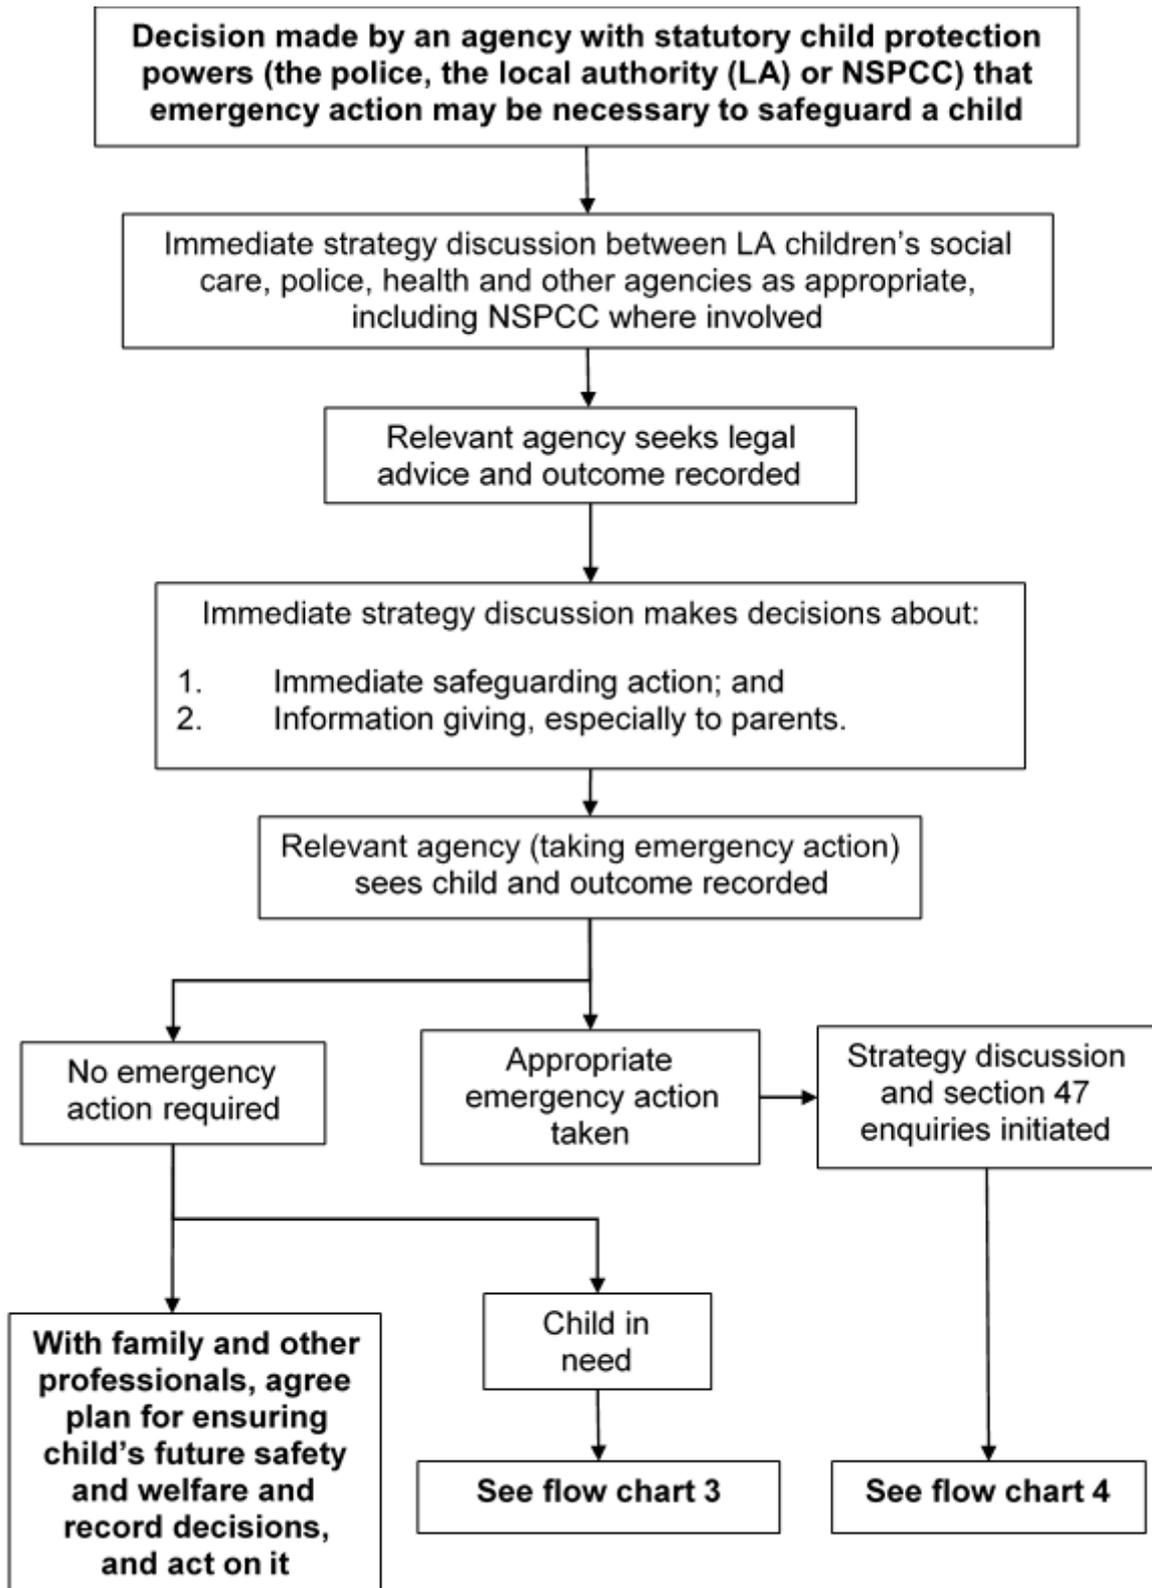 Decision made by an agency with statutory child protection
powers (the police, the local authority (LA) or NSPCC) that
emergency action may be necessary to safeguard a child
Immediate strategy discussion between LA children's social
care, police, health and other agencies as appropriate,
including NSPCC where involved
Relevant agency seeks legal
advice and outcome recorded
Immediate strategy discussion makes decisions about:
1. Immediate safeguarding action; and
2. Information giving, especially to parents.
Relevant agency (taking emergency action)
sees child and outcome recorded
No emergency
action required
Appropriate
emergency action
taken
Strategy discussion
and section 47
enquiries initiated
With family and other
professionals, agree
plan for ensuring
child's future safety
and welfare and
record decisions,
and act on it
Child in
need
See flow chart 3
See flow chart 4